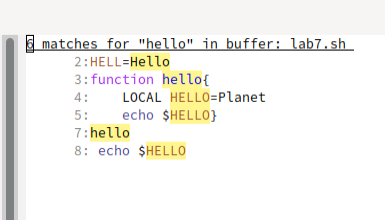 6 matches for "hello" in buffer: lab7.sh
2:HELL=Hello
3:function hello{
4:    LOCAL HELLO=Planet
5:    echo $HELLO}
7:hello
8: echo $HELLO